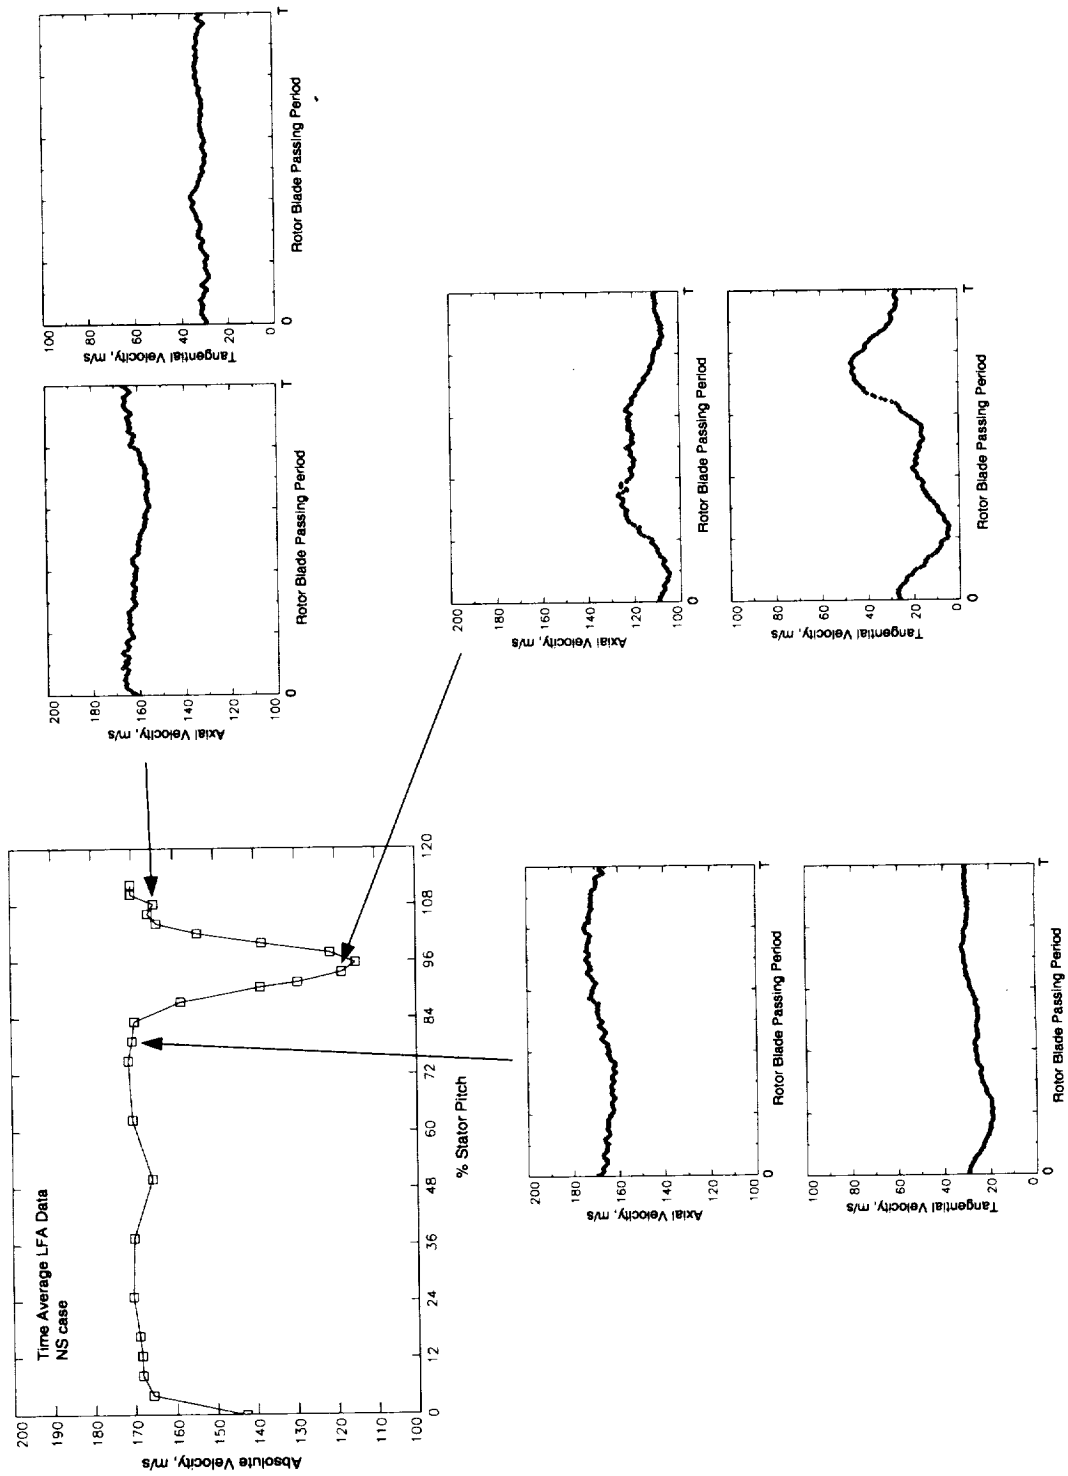 Time Average LFA Data
NS case
Absolute Velocity, m/s
200
190
180
170
160
150
140
130
120
110
100
0
12
24
36
48
60
72
84
96
108
120
% Stator Pitch
Axial Velocity, m/s
200
180
160
140
120
100
0
T
Rotor Blade Passing Period
Tangential Velocity, m/s
100
80
60
40
20
0
0
T
Rotor Blade Passing Period
Axial Velocity, m/s
200
180
160
140
120
100
0
T
Rotor Blade Passing Period
Tangential Velocity, m/s
100
80
60
40
20
0
0
T
Rotor Blade Passing Period
Axial Velocity, m/s
200
180
160
140
120
100
0
T
Rotor Blade Passing Period
Tangential Velocity, m/s
100
80
60
40
20
0
0
T
Rotor Blade Passing Period